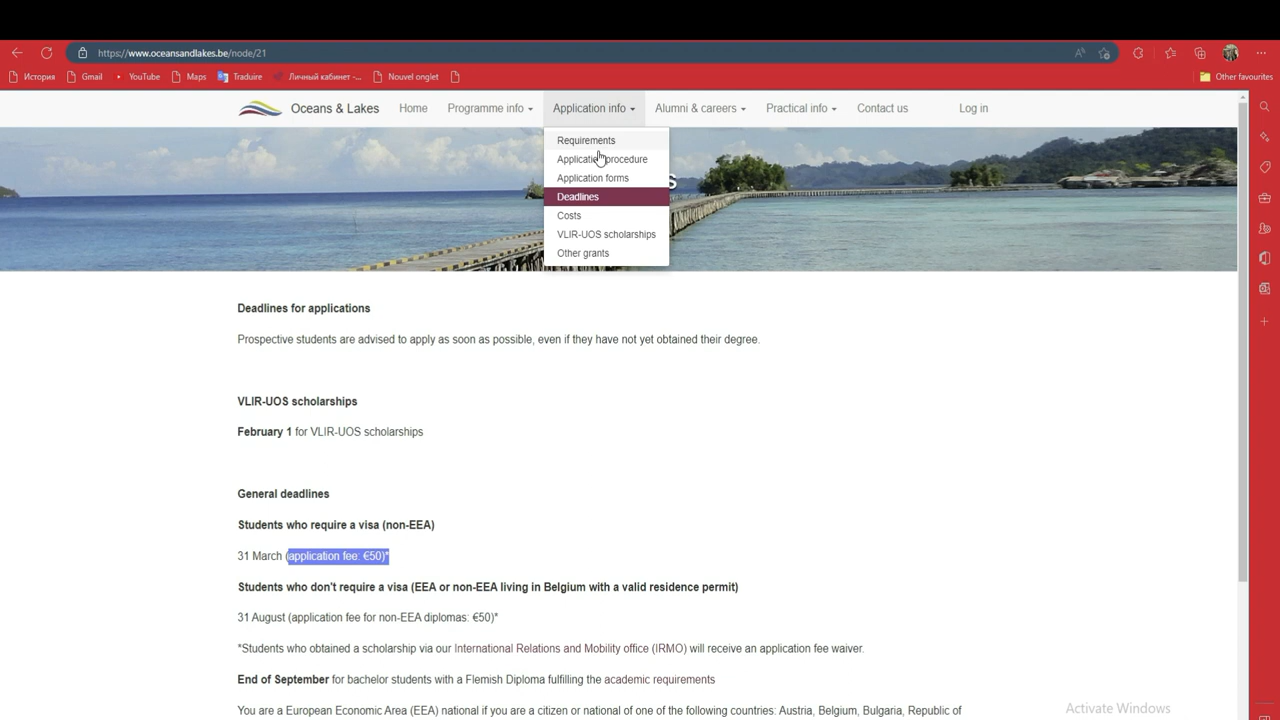 https://www.oceansandlakes.be/node/21
История Gmail YouTube Maps Traduire Личный кабинет -... Nouvel onglet Other favourites
Oceans & Lakes Home Programme info Application info Alumni & careers Practical info Contact us Log in
Requirements
Application procedure
Application forms
Deadlines
Costs
VLIR-UOS scholarships
Other grants
Deadlines for applications
Prospective students are advised to apply as soon as possible, even if they have not yet obtained their degree.
VLIR-UOS scholarships
February 1 for VLIR-UOS scholarships
General deadlines
Students who require a visa (non-EEA)
31 March (application fee: €50)*
Students who don't require a visa (EEA or non-EEA living in Belgium with a valid residence permit)
31 August (application fee for non-EEA diplomas: €50)*
*Students who obtained a scholarship via our International Relations and Mobility office (IRMO) will receive an application fee waiver.
End of September for bachelor students with a Flemish Diploma fulfilling the academic requirements
You are a European Economic Area (EEA) national if you are a citizen or national of one of the following countries: Austria, Belgium, Bulgaria, Republic of
Activate Windows